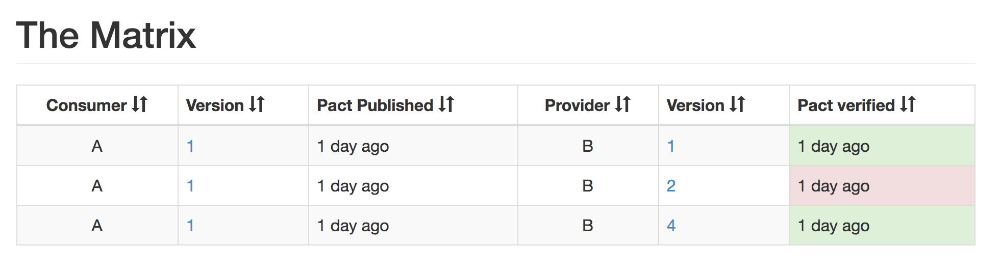 The Matrix
Consumer Version Pact Published Provider Version Pact verified
A 1 1 day ago B 1 1 day ago
A 1 1 day ago B 2 1 day ago
A 1 1 day ago B 4 1 day ago